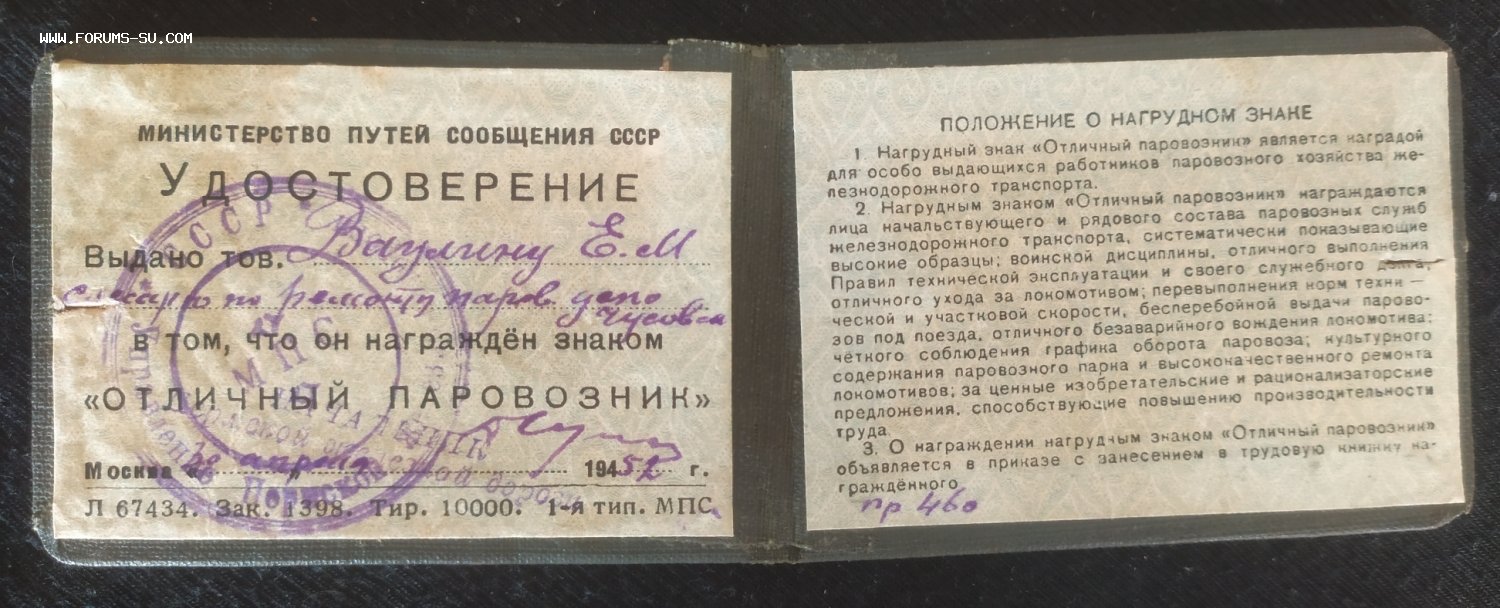 WWW.FORUMS-SU.COM
МИНИСТЕРСТВО ПУТЕЙ СООБЩЕНИЯ СССР
УДОСТОВЕРЕНИЕ
Выдано тов. Ваулину Е.М
слесарю по ремонту паров депо
Чусовск
в том, что он награждён знаком
«ОТЛИЧНЫЙ ПАРОВОЗНИК»
Москва «38 апреля 1952 г.
Л 67434. Зак. 1398. Тир. 10000. 1-я тип. МПС
СССР
МПС
НАЧАЛЬНИК
ПОЛОЖЕНИЕ О НАГРУДНОМ ЗНАКЕ
1. Нагрудный знак «Отличный паровозник» является наградой
для особо выдающихся работников паровозного хозяйства же-
лезнодорожного транспорта.
2. Нагрудным знаком «Отличный паровозник» награждаются
лица начальствующего и рядового состава паровозных служб
железнодорожного транспорта, систематически показывающие
высокие образцы; воинской дисциплины, отличного выполнения
Правил технической эксплуатации и своего служебного долга;
отличного ухода за локомотивом; перевыполнения норм техни—
ческой и участковой скорости, бесперебойной выдачи парово-
зов под поезда, отличного безаварийного вождения локомотива;
чёткого соблюдения графика оборота паровоза; культурного
содержания паровозного парка и высококачественного ремонта
локомотивов; за ценные изобретательские и рационализаторские
предложения, способствующие повышению производительности
труда.
3. О награждении нагрудным знаком «Отличный паровозник»
объявляется в приказе с занесением в трудовую книжку на-
граждённого
пр 460